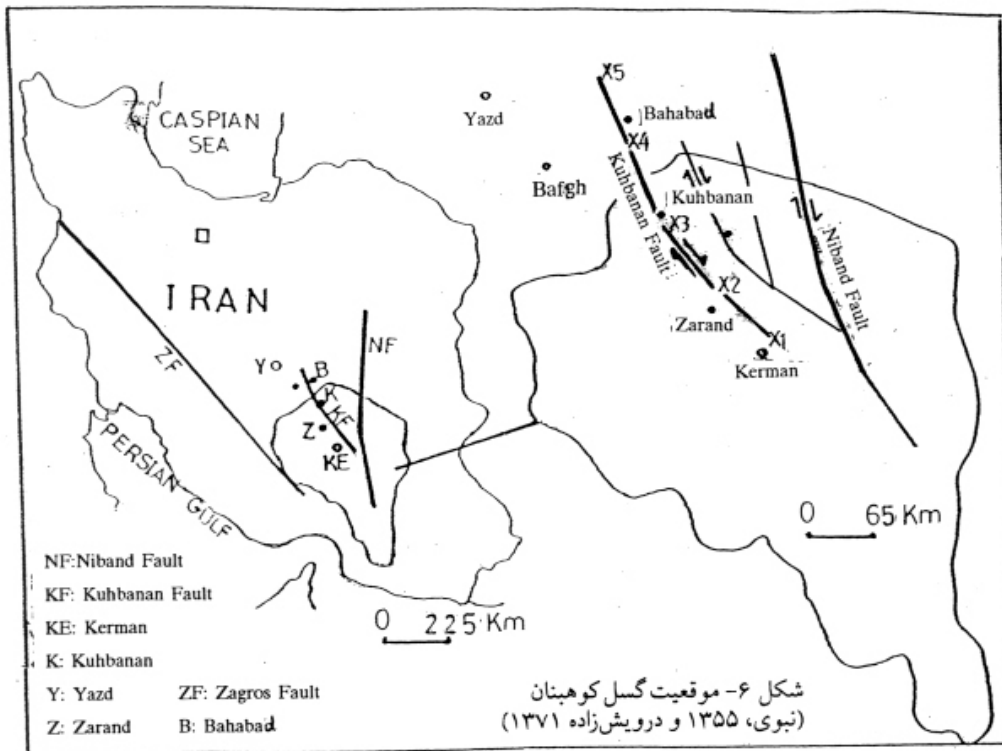 CASPIAN
SEA
IRAN
ZF
NF
Y
B
K
KF
Z
KE
PERSIAN GULF
0 225 Km
NF:Niband Fault
KF: Kuhbanan Fault
KE: Kerman
K: Kuhbanan
Y: Yazd ZF: Zagros Fault
Z: Zarand B: Bahabad
Yazd
Bafgh
X5
Bahabad
X4
Kuhbanan Fault
Kuhbanan
X3
X2
Zarand
X1
Kerman
Niband Fault
0 65 Km
شکل ۶- موقعیت گسل کوهبنان
(نبوی، ۱۳۵۵ و درویش‌زاده ۱۳۷۱)